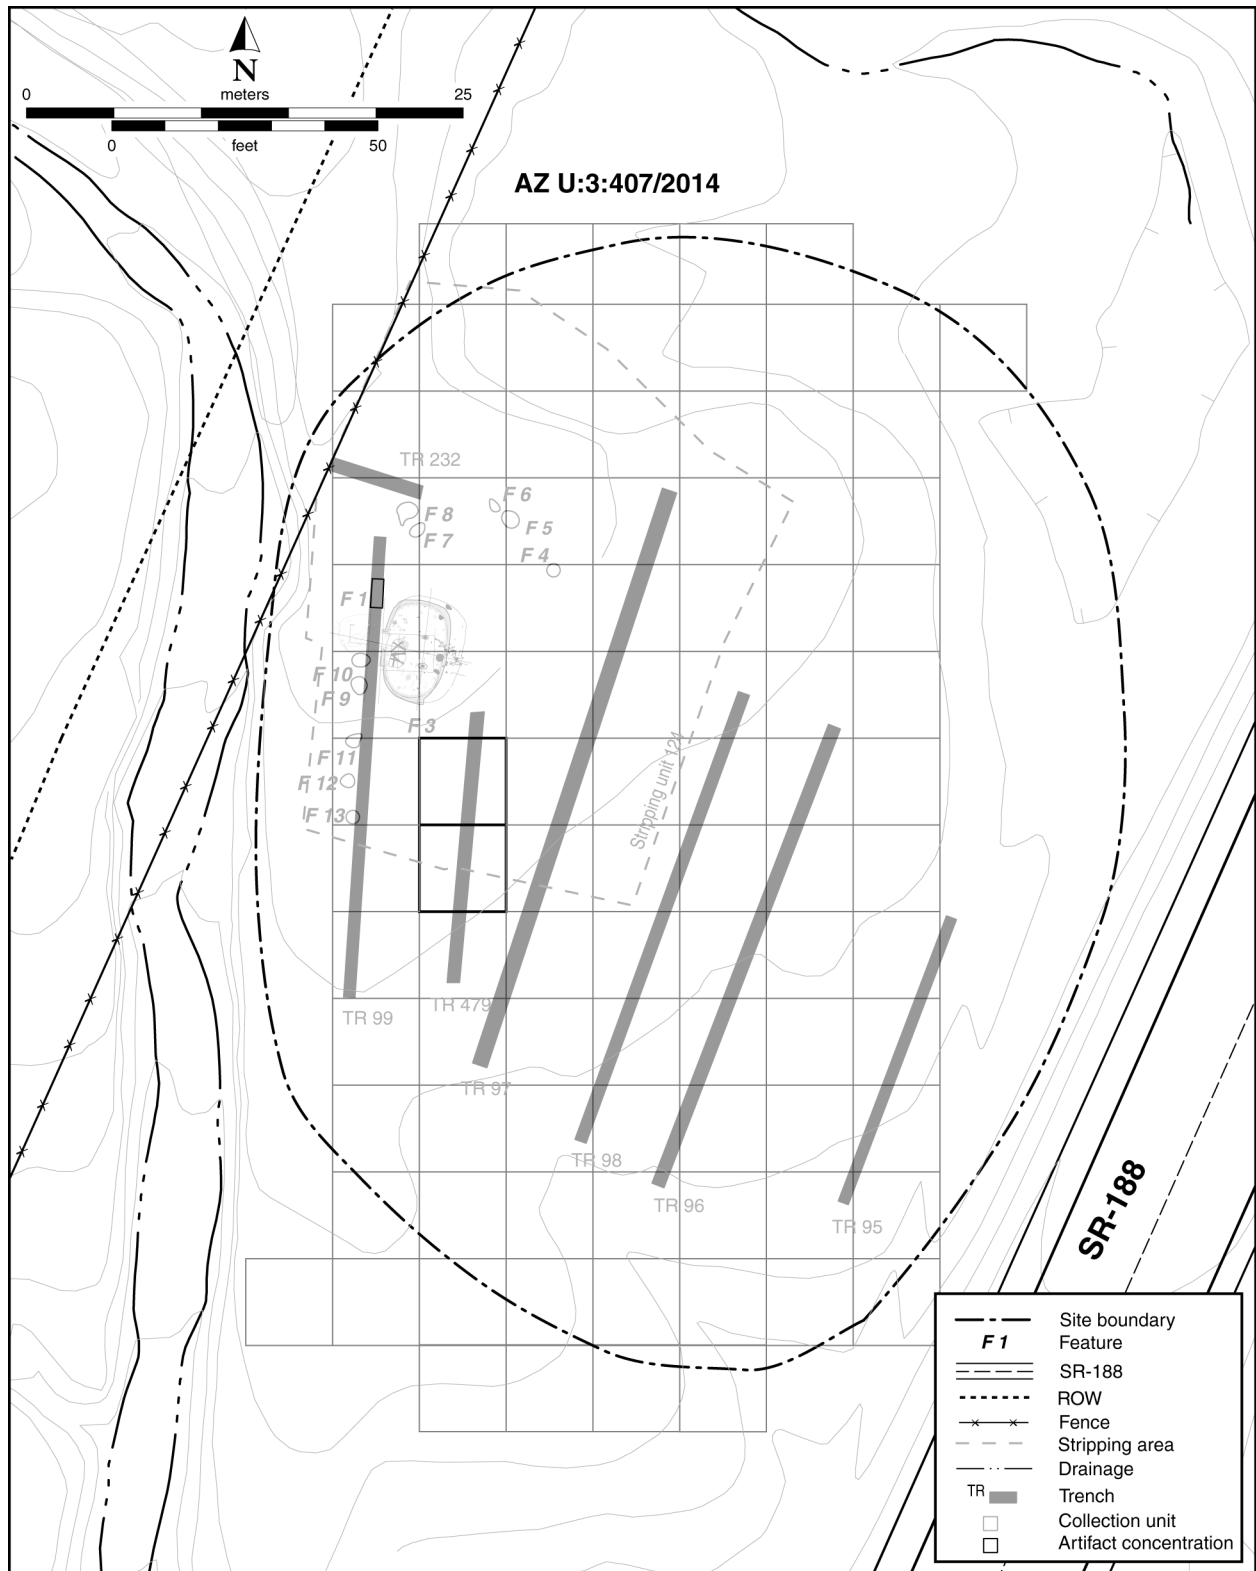 N
0 meters 25
0 feet 50
AZ U:3:407/2014
TR 232
F 6
F 8
F 5
F 7
F 4
F 1
F 10
F 9
F 3
F 11
F 12
F 13
Stripping unit 124
TR 479
TR 99
TR 97
TR 98
TR 96
TR 95
SR-188
Site boundary
F 1 Feature
SR-188
ROW
Fence
Stripping area
Drainage
TR Trench
Collection unit
Artifact concentration